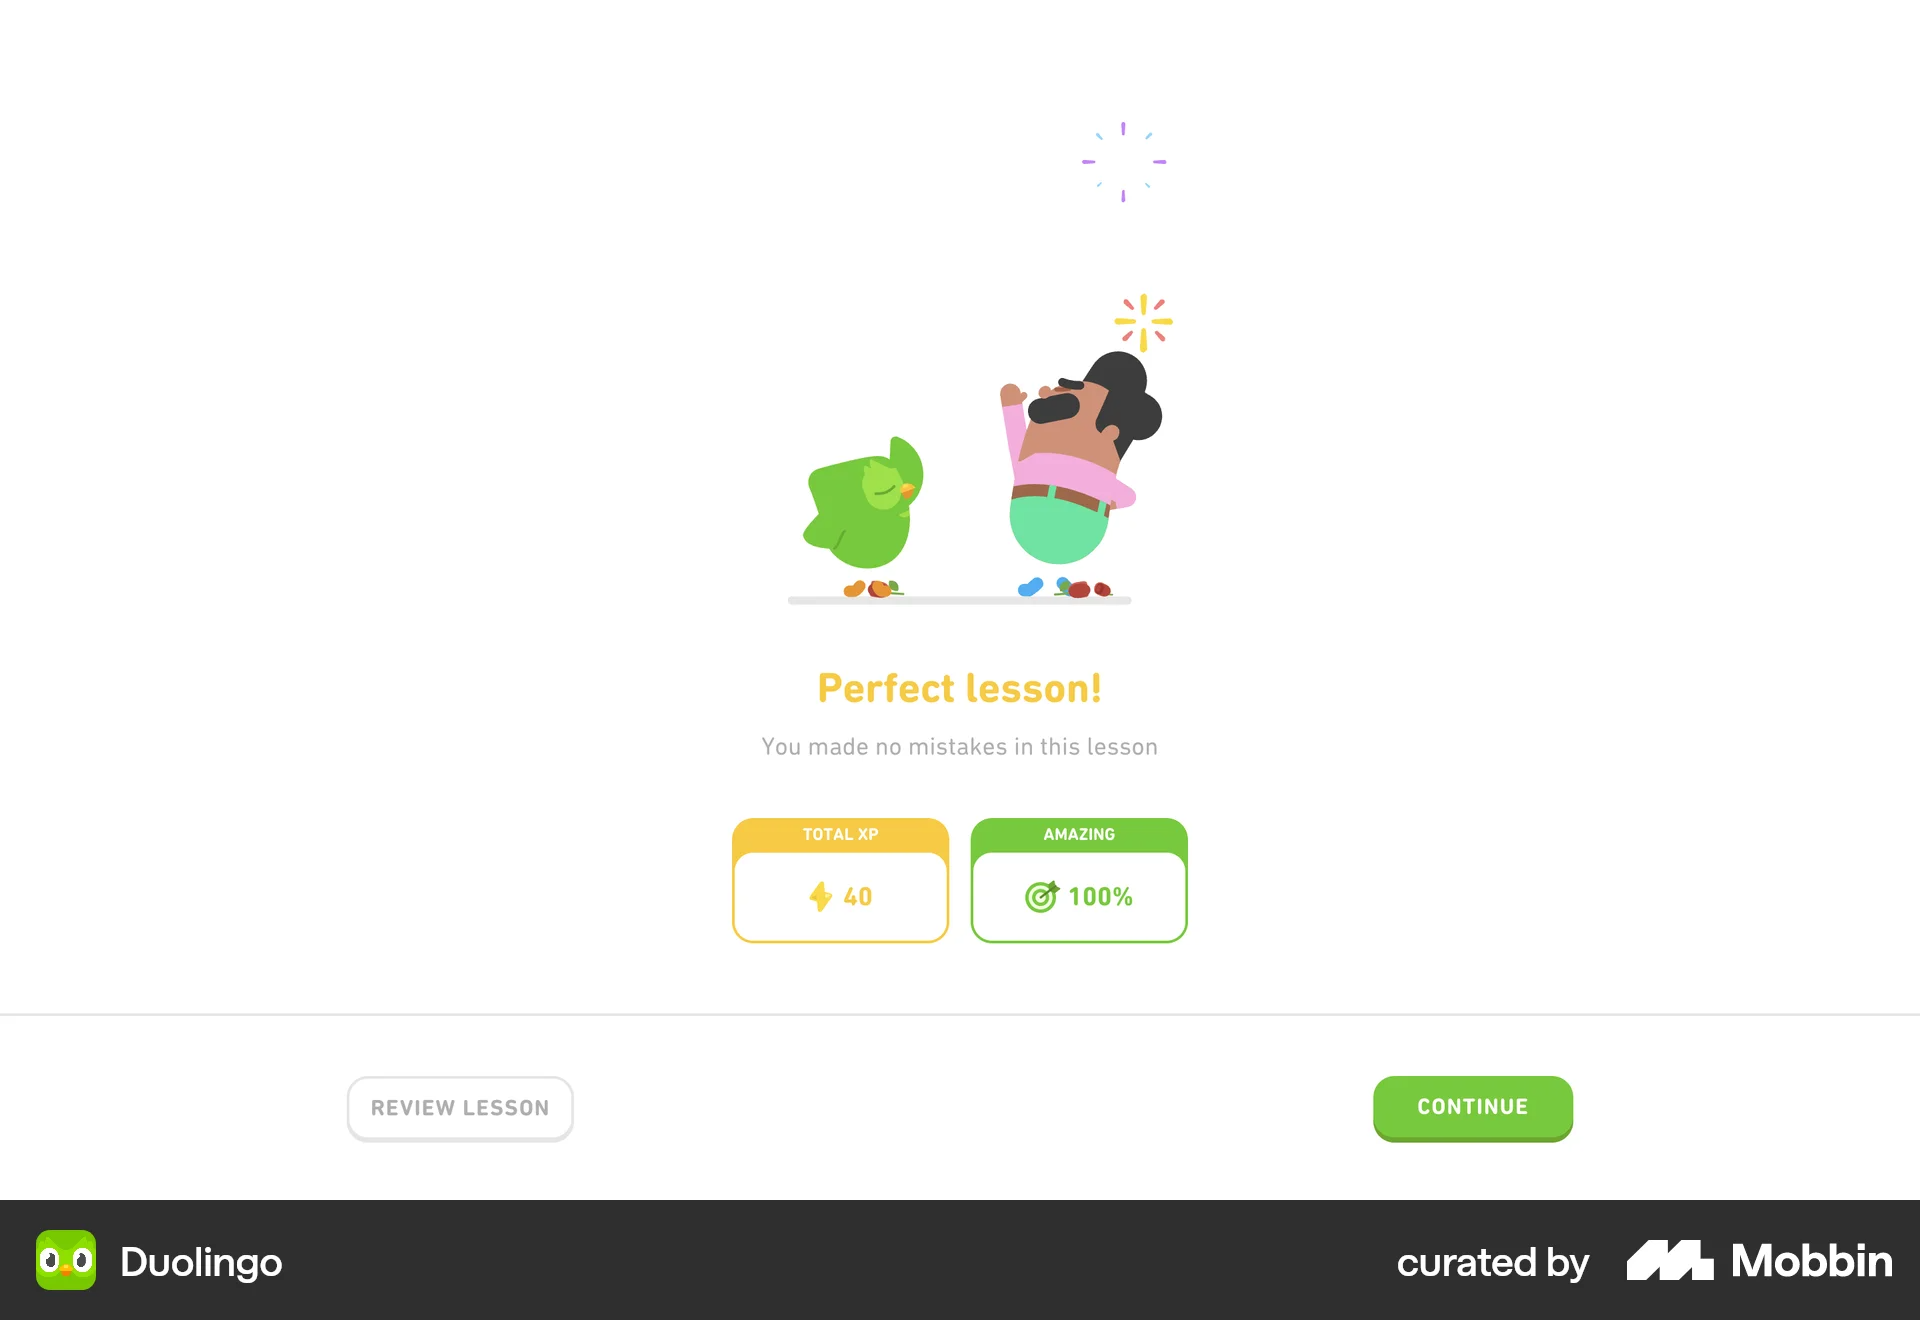 Perfect lesson!
You made no mistakes in this lesson
TOTAL XP
40
AMAZING
100%
REVIEW LESSON
CONTINUE
Duolingo
curated by Mobbin